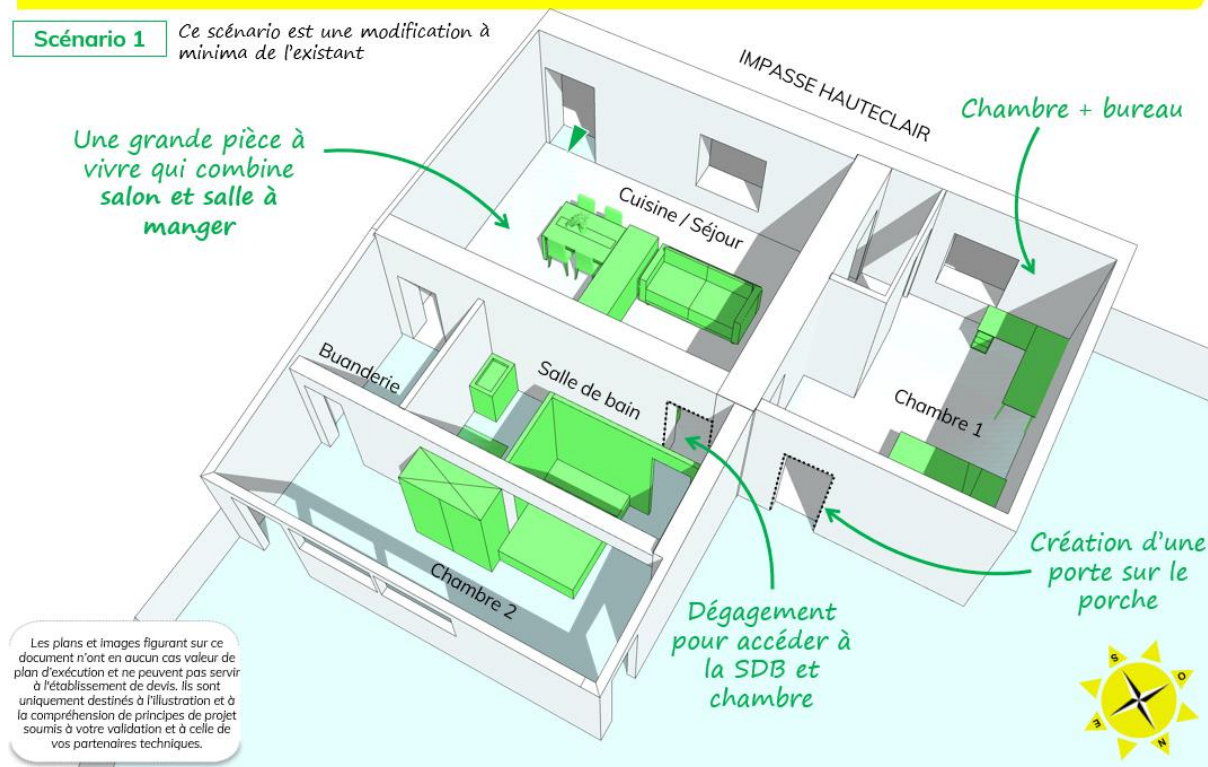 Scénario 1
Ce scénario est une modification à
minima de l'existant
IMPASSE HAUTECLAIR
Chambre + bureau
Une grande pièce à
vivre qui combine
salon et salle à
manger
Cuisine / Séjour
Buanderie
Salle de bain
Chambre 1
Chambre 2
Création d'une
porte sur le
porche
Dégagement
pour accéder à
la SDB et
chambre
Les plans et images figurant sur ce
document n'ont en aucun cas valeur de
plan d'exécution et ne peuvent pas servir
à l'établissement de devis. Ils sont
uniquement destinés à l'illustration et à
la compréhension de principes de projet
soumis à votre validation et à celle de
vos partenaires techniques.
S
O
E
N